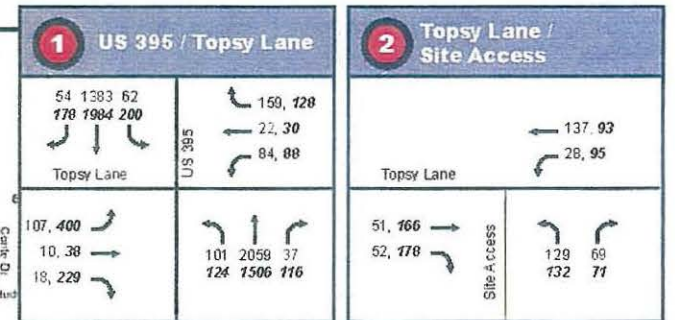 1 US 395 / Topsy Lane
54 1383 62
178 1984 200
Topsy Lane
US 395
159, 128
22, 30
84, 88
107, 400
10, 38
18, 229
101 2059 37
124 1506 116
2 Topsy Lane /
Site Access
137, 93
28, 95
Topsy Lane
51, 166
52, 178
Site Access
129 69
132 71